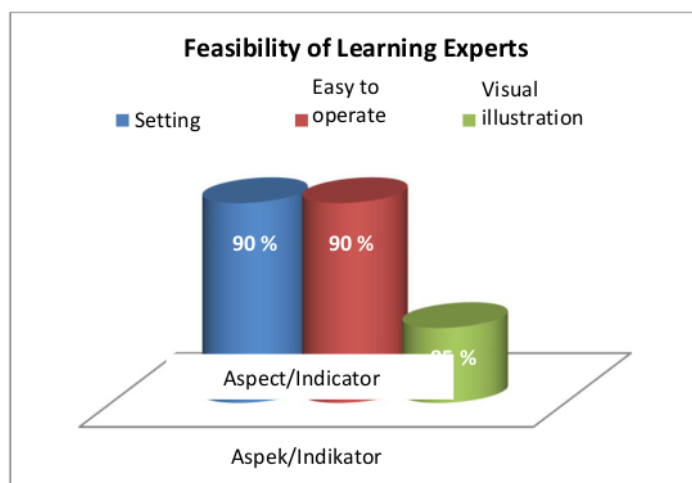 Feasibility of Learning Experts
Setting
Easy to
operate
Visual
illustration
90 %
90 %
%
Aspect/Indicator
Aspek/Indikator